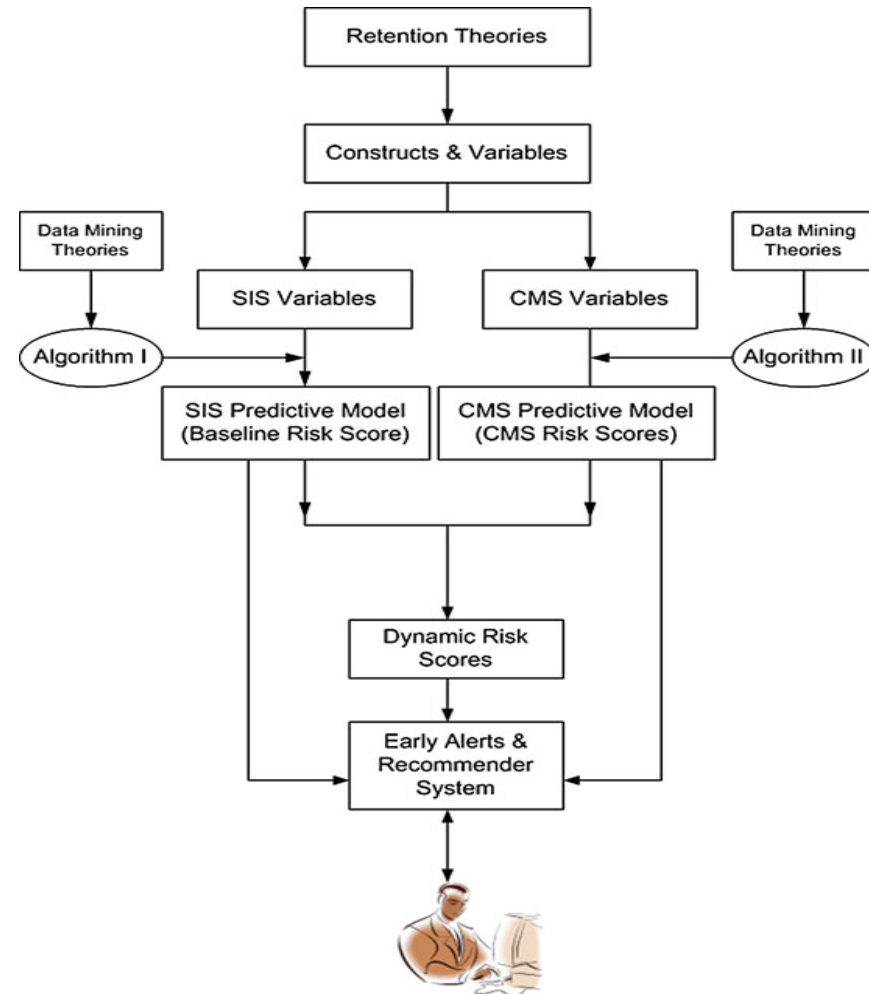 Retention Theories
Constructs & Variables
Data Mining
Theories
Data Mining
Theories
SIS Variables
CMS Variables
Algorithm I
Algorithm II
SIS Predictive Model
(Baseline Risk Score)
CMS Predictive Model
(CMS Risk Scores)
Dynamic Risk
Scores
Early Alerts &
Recommender
System